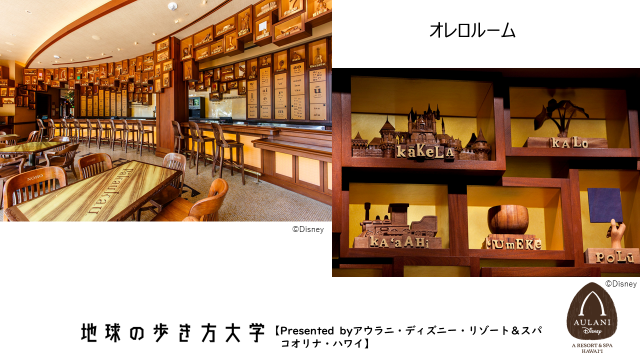 オレロルーム
kaKeLA
KALo
KA'aAHi
'uMEKe
PoLu
©Disney
©Disney
地球の歩き方大学【Presented byアウラニ・ディズニー・リゾート&スパ
コオリナ・ハワイ】
AULANI
Disney
A RESORT & SPA
HAWAI'I